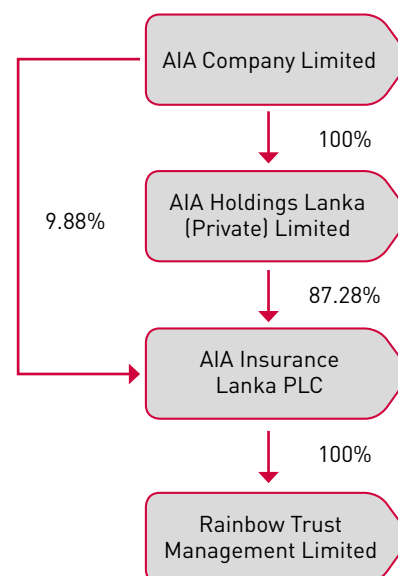 AIA Company Limited
100%
9.88%
AIA Holdings Lanka
(Private) Limited
87.28%
AIA Insurance
Lanka PLC
100%
Rainbow Trust
Management Limited